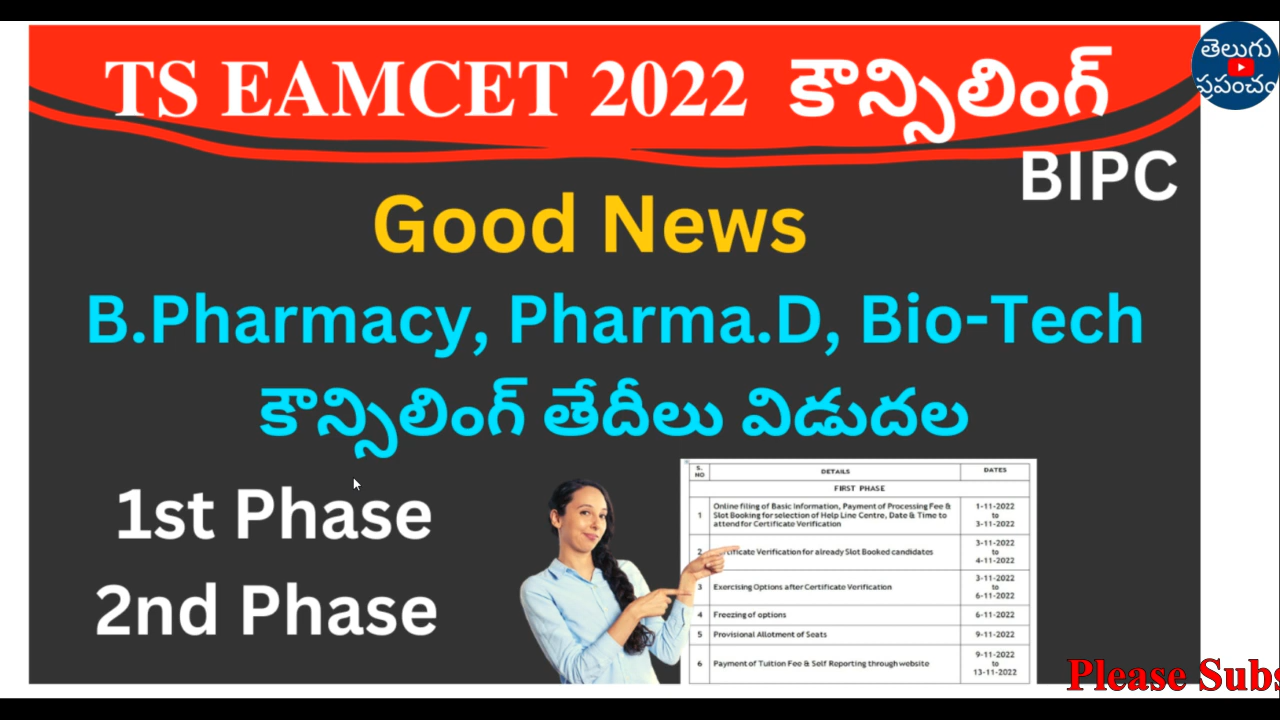 TS EAMCET 2022 కౌన్సిలింగ్
తెలుగు
ప్రపంచం
BIPC
Good News
B.Pharmacy, Pharma.D, Bio-Tech
కౌన్సిలింగ్ తేదీలు విడుదల
1st Phase
2nd Phase
S. NO DETAILS DATES
FIRST PHASE
1 Online filing of Basic Information, Payment of Processing Fee & 1-11-2022
Slot Booking for selection of Help Line Centre, Date & Time to to
attend for Certificate Verification 3-11-2022
2 Certificate Verification for already Slot Booked candidates 3-11-2022 to 4-11-2022
3 Exercising Options after Certificate Verification 3-11-2022 to 6-11-2022
4 Freezing of options 6-11-2022
5 Provisional Allotment of Seats 9-11-2022
6 Payment of Tuition Fee & Self Reporting through website 9-11-2022 to 13-11-2022
Please Subs